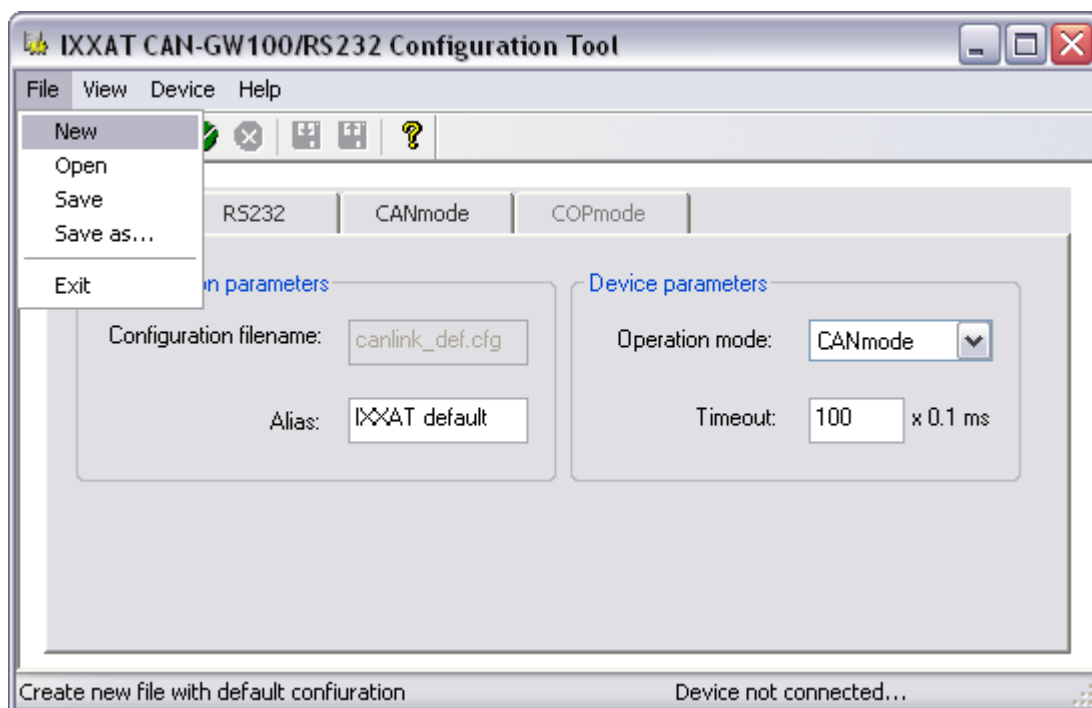 IXXAT CAN-GW100/RS232 Configuration Tool
File View Device Help
New
Open
Save
Save as...
Exit
RS232 CANmode COPmode
parameters
Configuration filename: canlink_def.cfg
Alias: IXXAT default
Device parameters
Operation mode: CANmode
Timeout: 100 x 0.1 ms
Create new file with default confiuration
Device not connected...